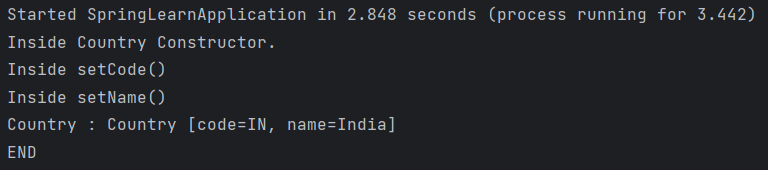 Started SpringLearnApplication in 2.848 seconds (process running for 3.442)
Inside Country Constructor.
Inside setCode()
Inside setName()
Country : Country [code=IN, name=India]
END